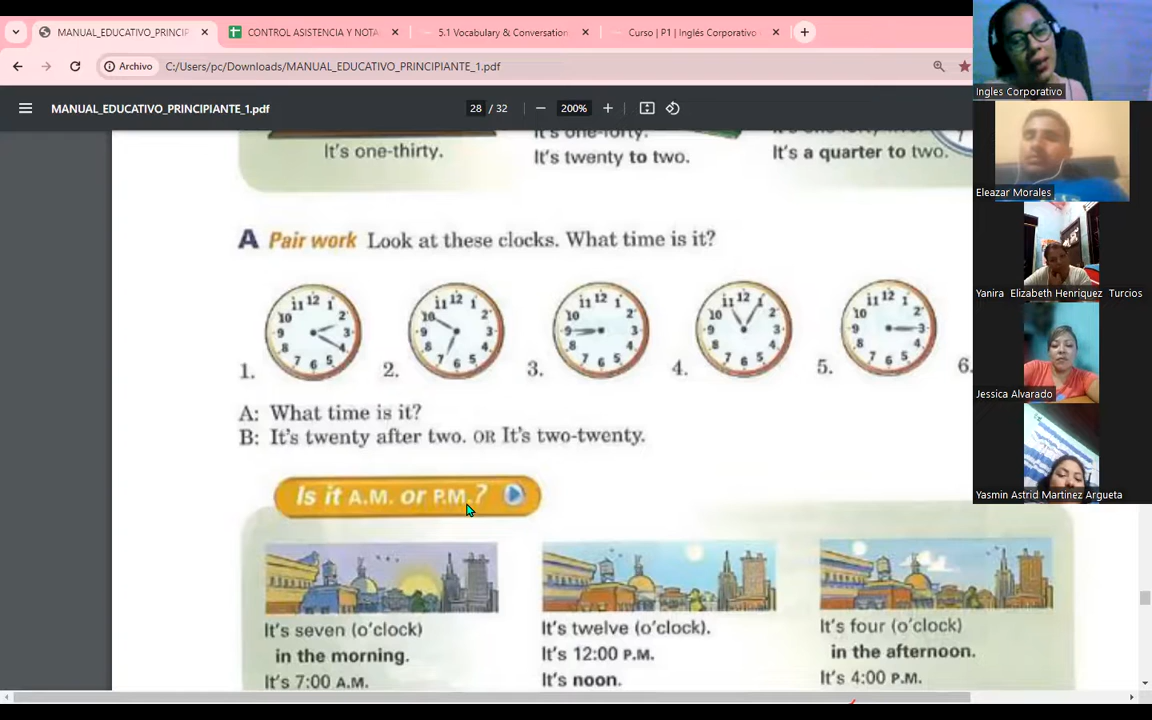 MANUAL_EDUCATIVO_PRINCIP
CONTROL ASISTENCIA Y NOTA
5.1 Vocabulary & Conversation
Curso | P1 | Inglés Corporativo
Archivo
C:/Users/pc/Downloads/MANUAL_EDUCATIVO_PRINCIPIANTE_1.pdf
MANUAL_EDUCATIVO_PRINCIPIANTE_1.pdf
28 / 32
200%
It's one-thirty.
It's one-forty.
It's twenty to two.
It's a quarter to two.
A Pair work Look at these clocks. What time is it?
1. 2. 3. 4. 5. 6.
A: What time is it?
B: It's twenty after two. OR It's two-twenty.
Is it A.M. or P.M.?
It's seven (o'clock)
in the morning.
It's 7:00 A.M.
It's twelve (o'clock).
It's 12:00 P.M.
It's noon.
It's four (o'clock)
in the afternoon.
It's 4:00 P.M.
Ingles Corporativo
Eleazar Morales
Yanira Elizabeth Henriquez Turcios
Jessica Alvarado
Yasmin Astrid Martinez Argueta